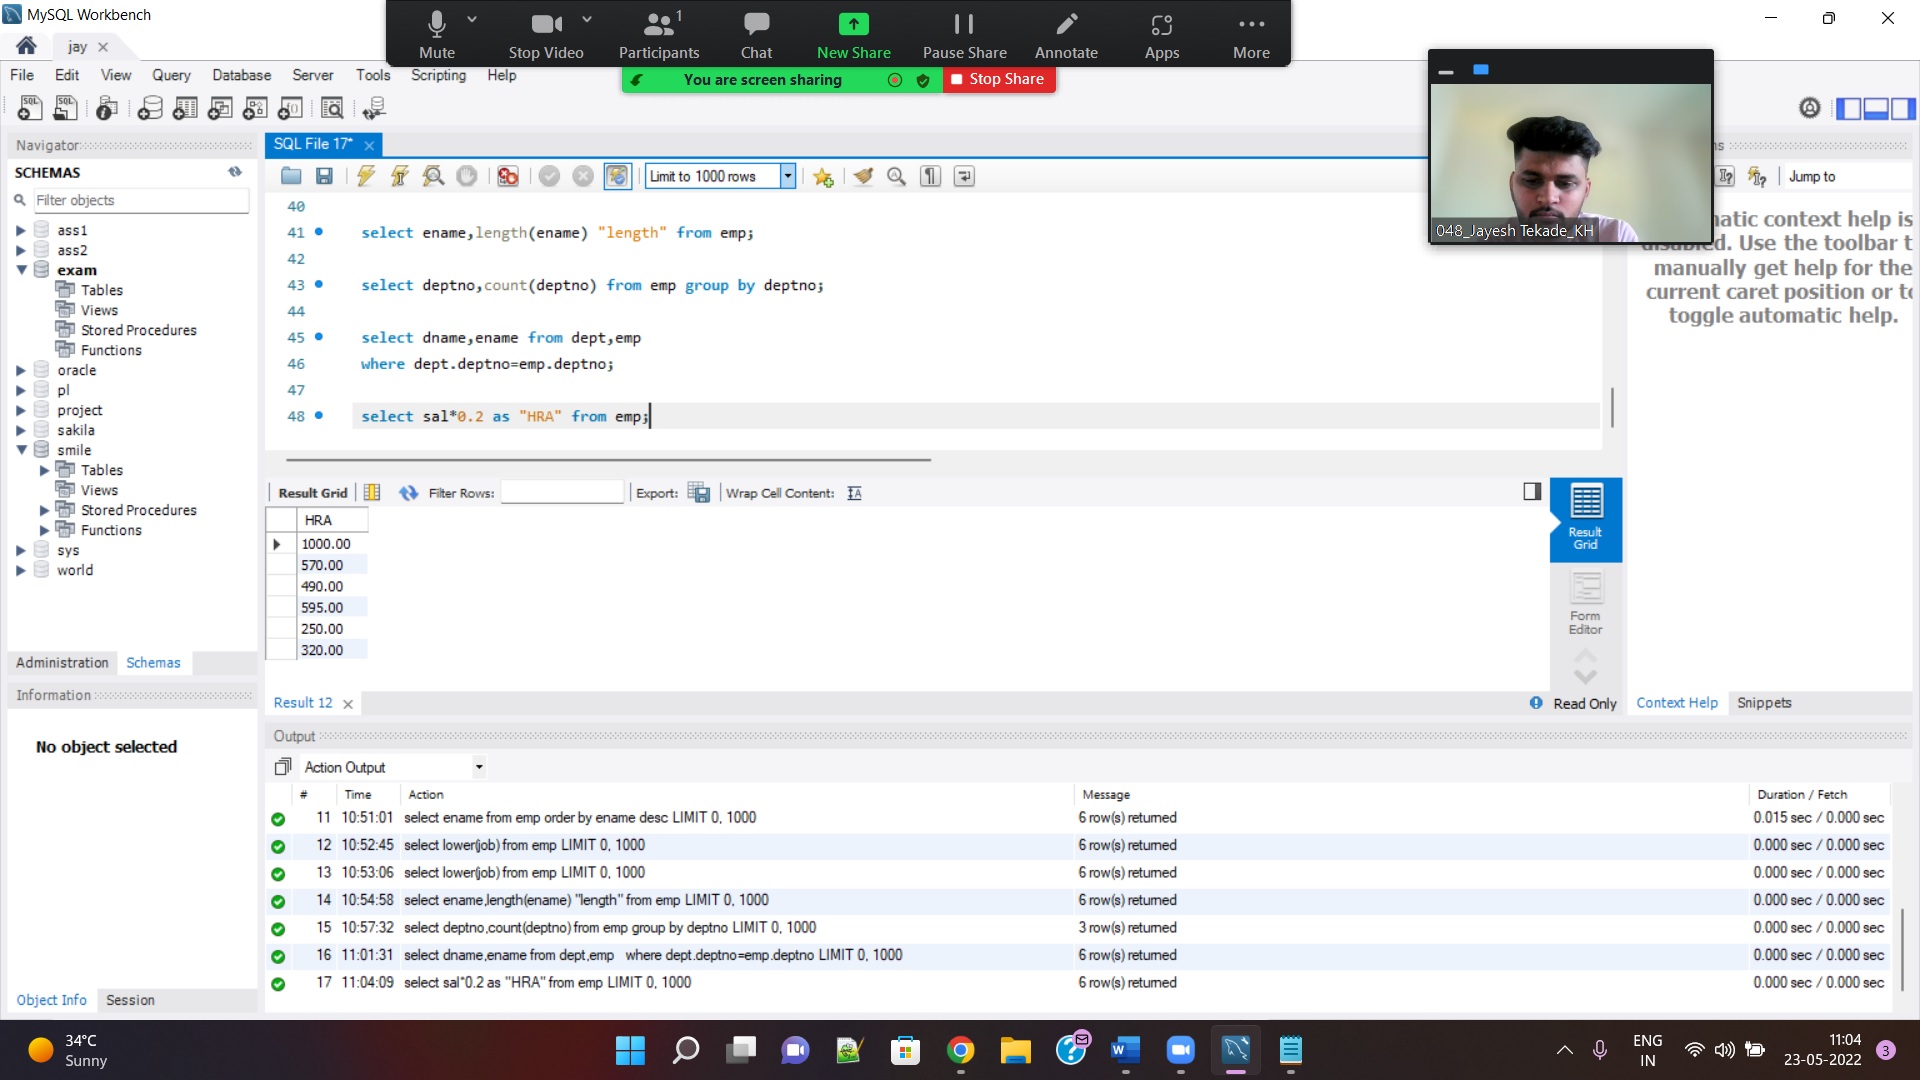 MySQL Workbench
jay
Mute
Stop Video
Participants
1
Chat
New Share
Pause Share
Annotate
Apps
More
You are screen sharing
Stop Share
File Edit View Query Database Server Tools Scripting Help
Navigator
SCHEMAS
Filter objects
ass1
ass2
exam
Tables
Views
Stored Procedures
Functions
oracle
pl
project
sakila
smile
Tables
Views
Stored Procedures
Functions
sys
world
Administration Schemas
Information
No object selected
Object Info Session
SQL File 17*
Limit to 1000 rows
40
41 select ename,length(ename) "length" from emp;
42
43 select deptno,count(deptno) from emp group by deptno;
44
45 select dname,ename from dept,emp
46 where dept.deptno=emp.deptno;
47
48 select sal*0.2 as "HRA" from emp;
Result Grid Filter Rows: Export: Wrap Cell Content:
HRA
1000.00
570.00
490.00
595.00
250.00
320.00
Result Grid
Form Editor
Result 12
Read Only
048_Jayesh Tekade_KH
Jump to
matic context help is
disabled. Use the toolbar t
manually get help for the
current caret position or to
toggle automatic help.
Context Help Snippets
Output
Action Output
# Time Action Message Duration / Fetch
11 10:51:01 select ename from emp order by ename desc LIMIT 0, 1000 6 row(s) returned 0.015 sec / 0.000 sec
12 10:52:45 select lower(job) from emp LIMIT 0, 1000 6 row(s) returned 0.000 sec / 0.000 sec
13 10:53:06 select lower(job) from emp LIMIT 0, 1000 6 row(s) returned 0.000 sec / 0.000 sec
14 10:54:58 select ename,length(ename) "length" from emp LIMIT 0, 1000 6 row(s) returned 0.000 sec / 0.000 sec
15 10:57:32 select deptno,count(deptno) from emp group by deptno LIMIT 0, 1000 3 row(s) returned 0.000 sec / 0.000 sec
16 11:01:31 select dname,ename from dept,emp where dept.deptno=emp.deptno LIMIT 0, 1000 6 row(s) returned 0.000 sec / 0.000 sec
17 11:04:09 select sal*0.2 as "HRA" from emp LIMIT 0, 1000 6 row(s) returned 0.000 sec / 0.000 sec
34°C
Sunny
ENG
IN
11:04
23-05-2022
3